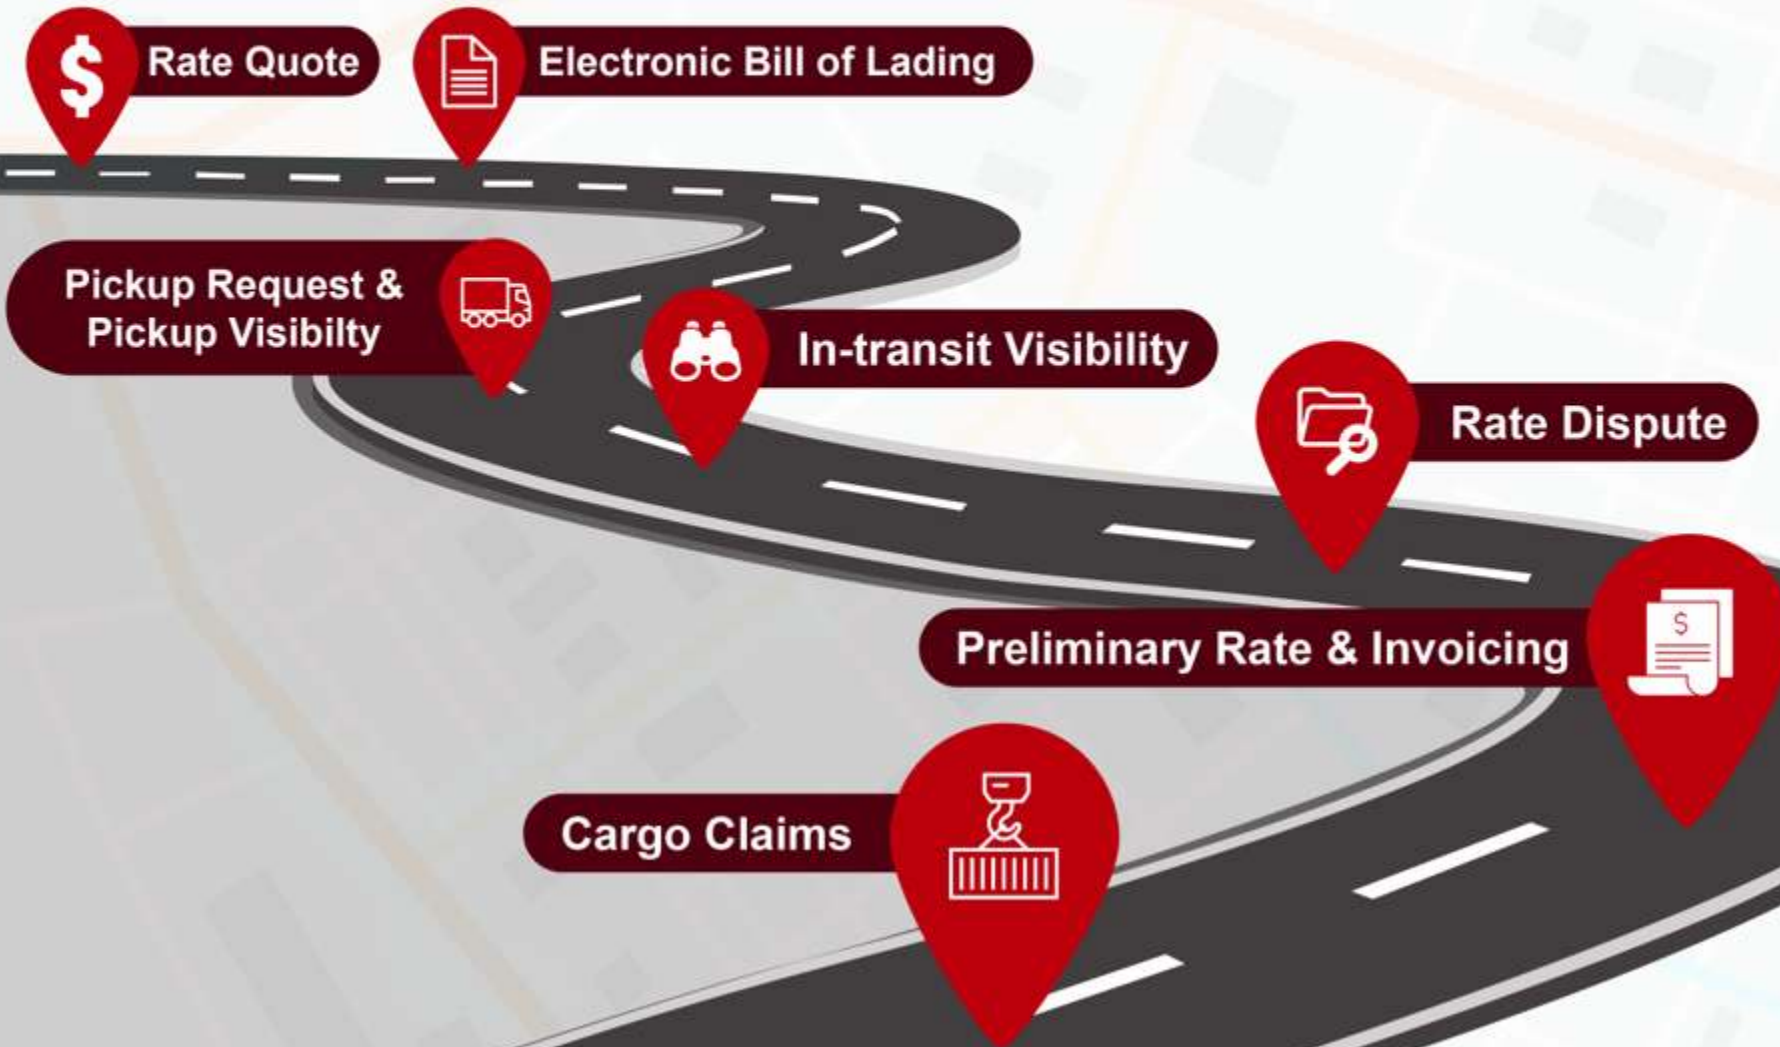 Rate Quote
Electronic Bill of Lading
Pickup Request &
Pickup Visibilty
In-transit Visibility
Rate Dispute
$
Preliminary Rate & Invoicing
Cargo Claims